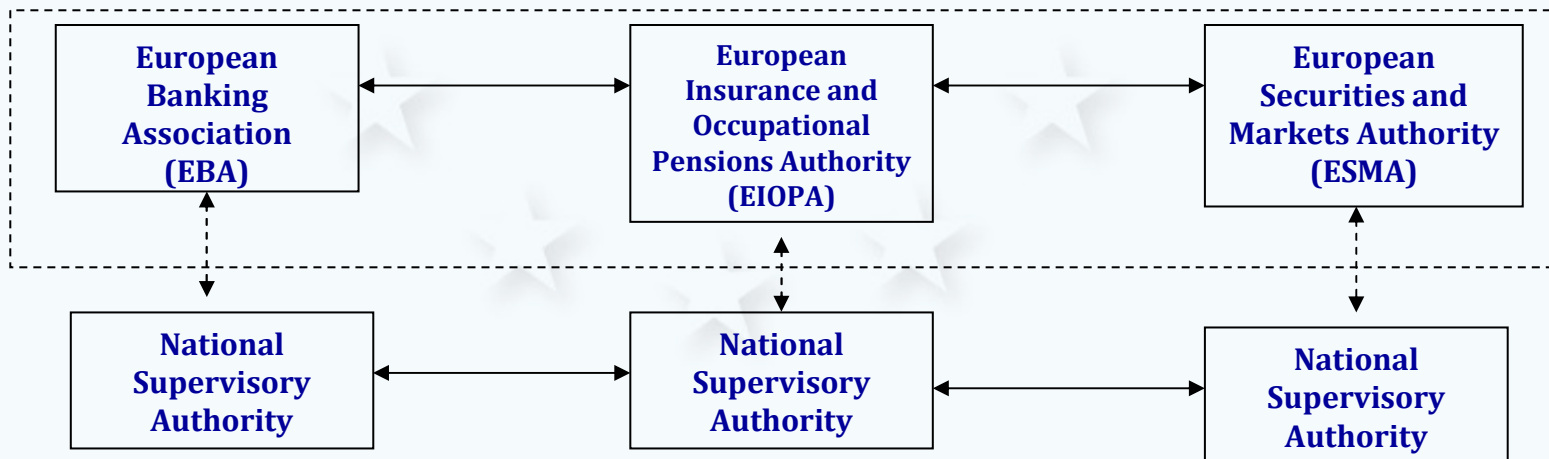 European
Banking
Association
(EBA)
European
Insurance and
Occupational
Pensions Authority
(EIOPA)
European
Securities and
Markets Authority
(ESMA)
National
Supervisory
Authority
National
Supervisory
Authority
National
Supervisory
Authority